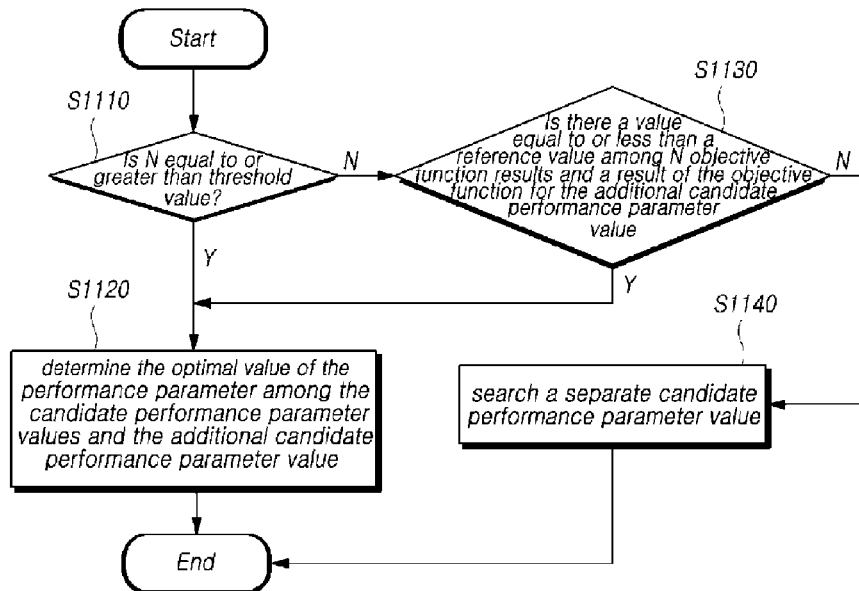 Start
S1110
Is N equal to or
greater than threshold
value?
N
Y
S1130
Is there a value
equal to or less than a
reference value among N objective
function results and a result of the objective
function for the additional candidate
performance parameter
value
N
Y
S1120
determine the optimal value of the
performance parameter among the
candidate performance parameter
values and the additional candidate
performance parameter value
S1140
search a separate candidate
performance parameter value
End